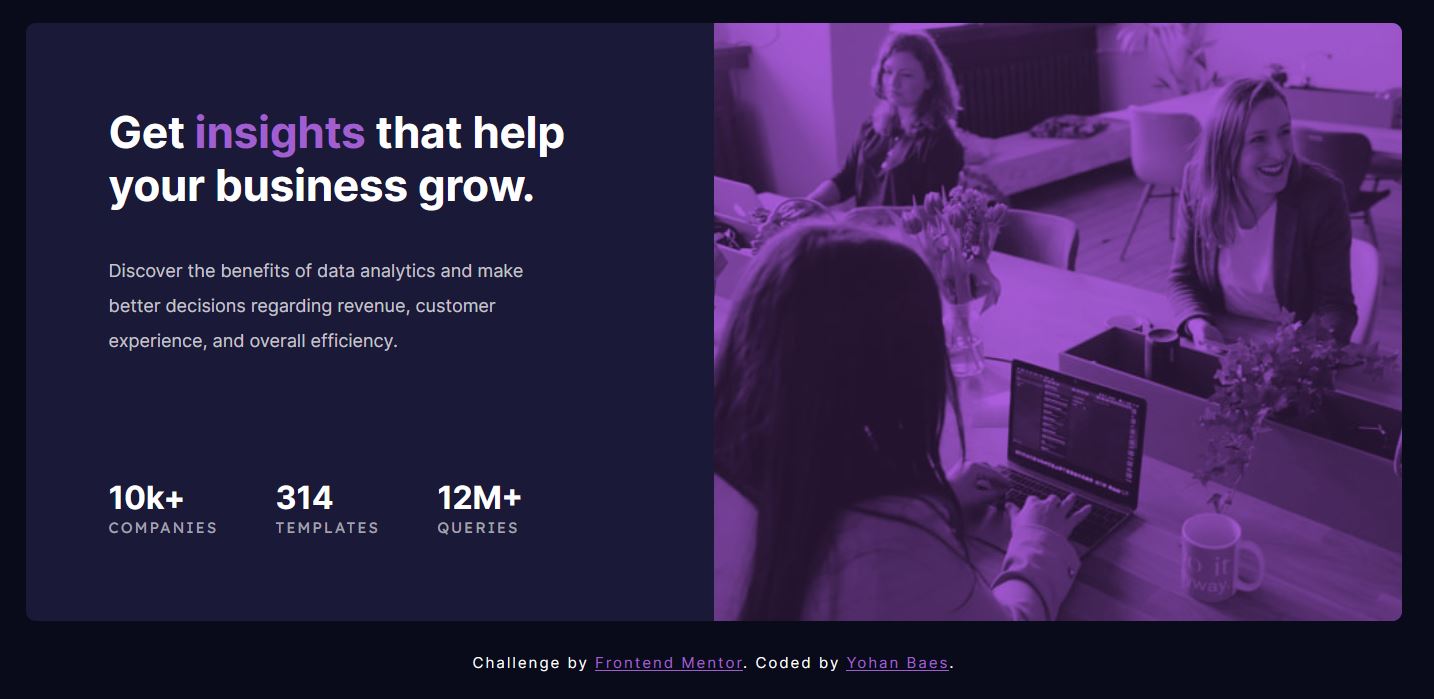 Get insights that help
your business grow.
Discover the benefits of data analytics and make
better decisions regarding revenue, customer
experience, and overall efficiency.
10k+ 314 12M+
COMPANIES TEMPLATES QUERIES
Challenge by Frontend Mentor. Coded by Yohan Baes.